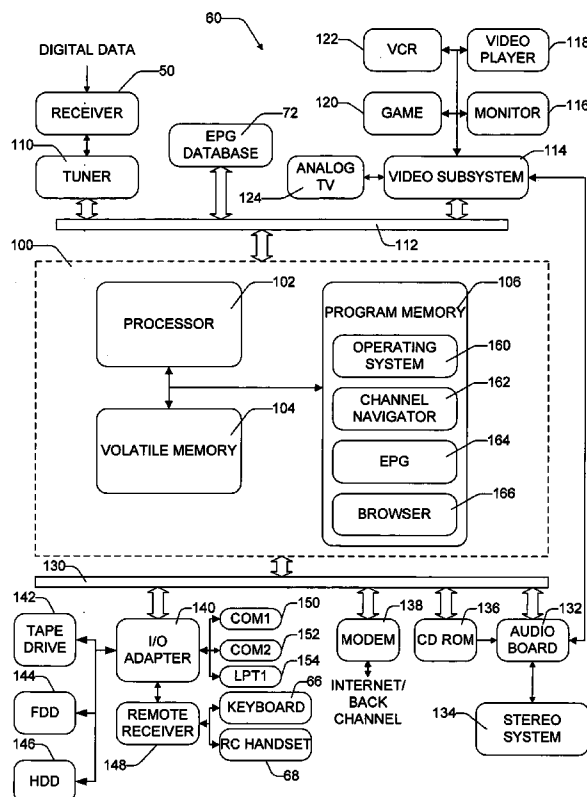 60
DIGITAL DATA
50
RECEIVER
110
TUNER
72
EPG
DATABASE
122
VCR
VIDEO
PLAYER
118
120
GAME
MONITOR
116
ANALOG
TV
124
114
VIDEO SUBSYSTEM
112
100
102
PROCESSOR
104
VOLATILE MEMORY
106
PROGRAM MEMORY
OPERATING
SYSTEM
160
CHANNEL
NAVIGATOR
162
EPG
164
BROWSER
166
130
142
TAPE
DRIVE
144
FDD
146
HDD
140
I/O
ADAPTER
COM1
150
COM2
152
LPT1
154
REMOTE
RECEIVER
148
66
KEYBOARD
RC HANDSET
68
138
MODEM
INTERNET/
BACK
CHANNEL
136
CD ROM
132
AUDIO
BOARD
134
STEREO
SYSTEM